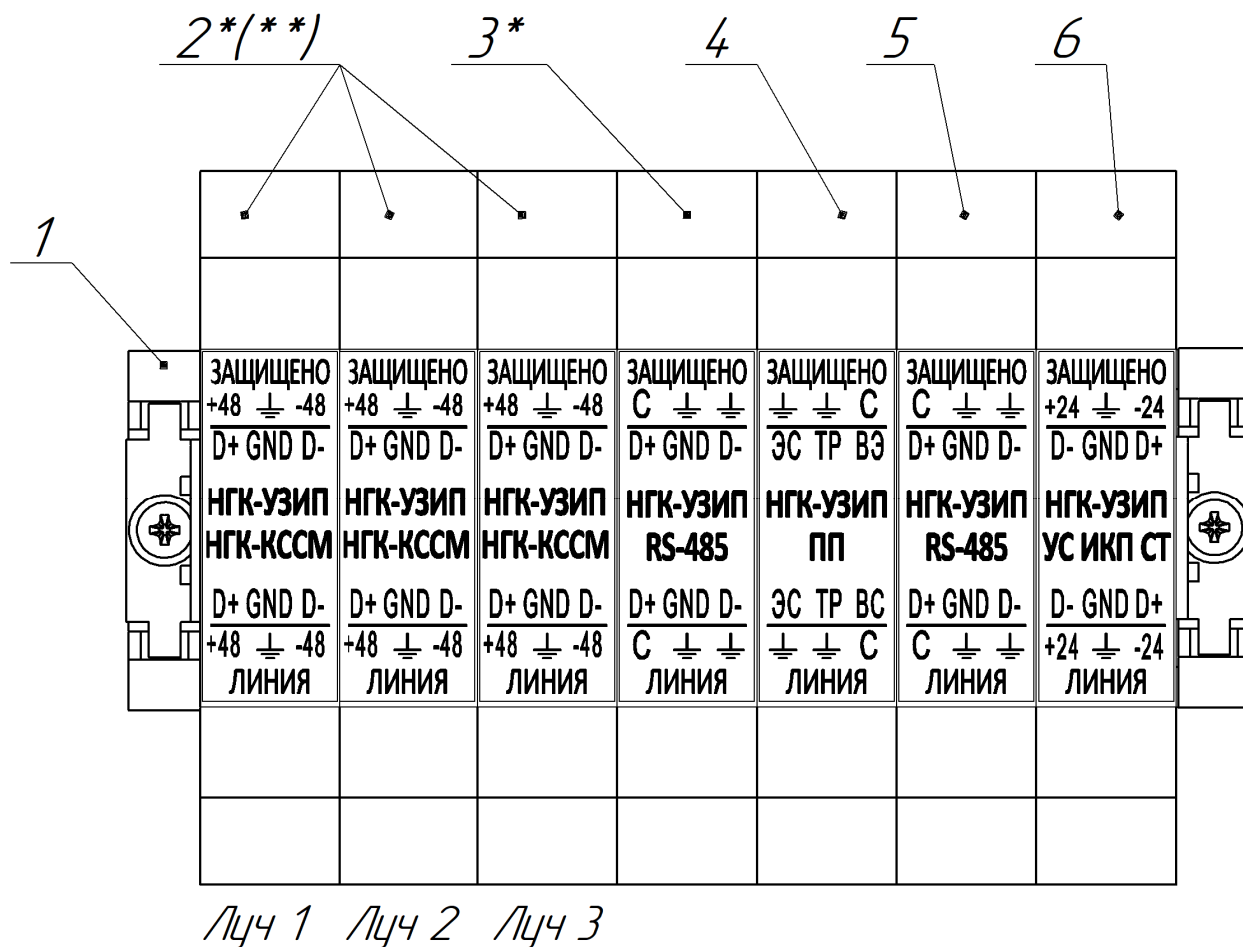 2*(**) 3* 4 5 6
1
ЗАЩИЩЕНО ЗАЩИЩЕНО ЗАЩИЩЕНО ЗАЩИЩЕНО ЗАЩИЩЕНО ЗАЩИЩЕНО ЗАЩИЩЕНО
+48 ⏚ -48 +48 ⏚ -48 +48 ⏚ -48 C ⏚ ⏚ ⏚ ⏚ C C ⏚ ⏚ +24 ⏚ -24
D+ GND D- D+ GND D- D+ GND D- D+ GND D- ЭС ТР ВЭ D+ GND D- D- GND D+
НГК-УЗИП НГК-УЗИП НГК-УЗИП НГК-УЗИП НГК-УЗИП НГК-УЗИП НГК-УЗИП
НГК-КССМ НГК-КССМ НГК-КССМ RS-485 ПП RS-485 УС ИКП СТ
D+ GND D- D+ GND D- D+ GND D- D+ GND D- ЭС ТР ВС D+ GND D- D- GND D+
+48 ⏚ -48 +48 ⏚ -48 +48 ⏚ -48 C ⏚ ⏚ ⏚ ⏚ C C ⏚ ⏚ +24 ⏚ -24
ЛИНИЯ ЛИНИЯ ЛИНИЯ ЛИНИЯ ЛИНИЯ ЛИНИЯ ЛИНИЯ
Луч 1 Луч 2 Луч 3